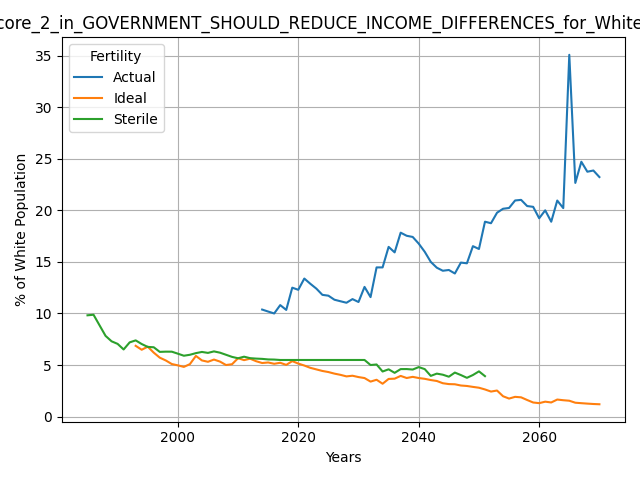 core_2_in_GOVERNMENT_SHOULD_REDUCE_INCOME_DIFFERENCES_for_White
Fertility
Actual
Ideal
Sterile
% of White Population
35
30
25
20
15
10
5
0
2000
2020
2040
2060
Years